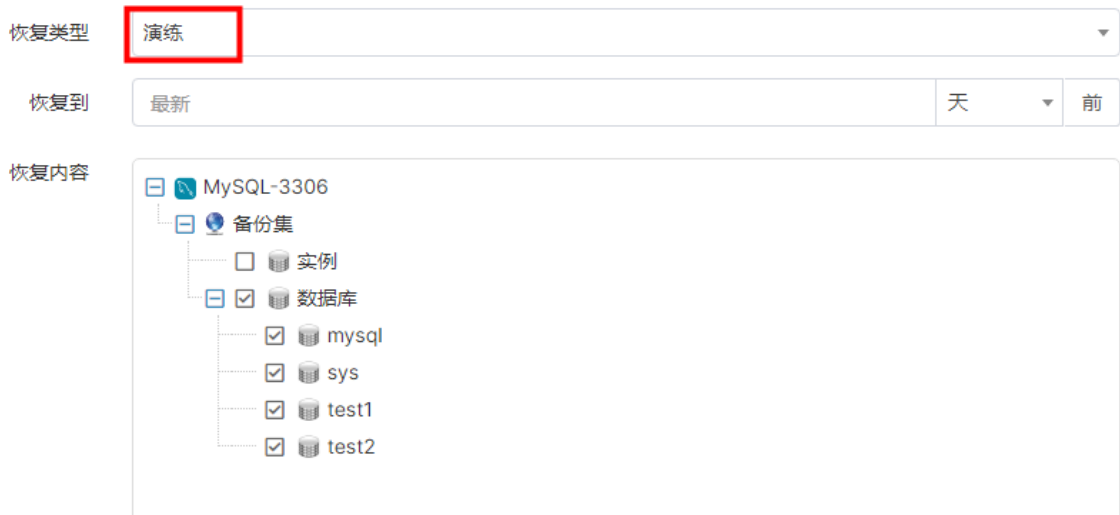 恢复类型 演练
恢复到 最新 天 前
恢复内容
MySQL-3306
备份集
实例
数据库
mysql
sys
test1
test2